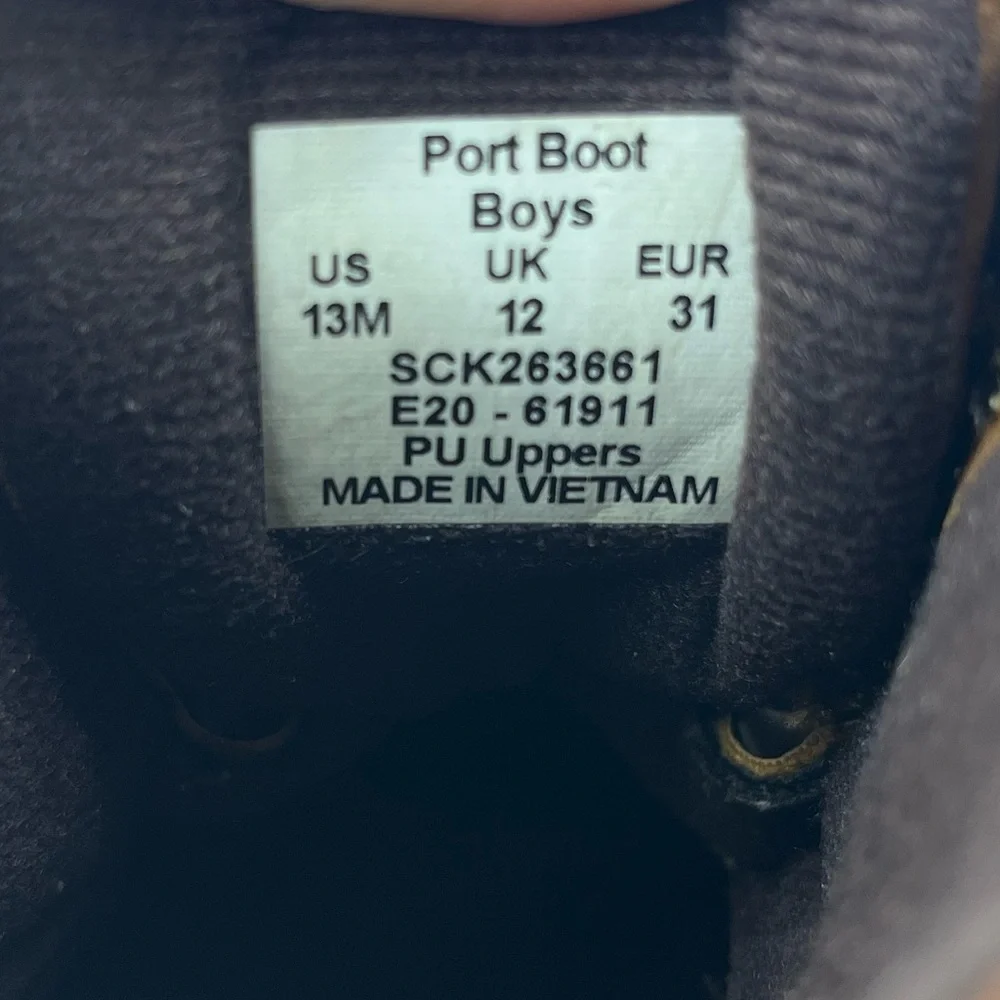 Port Boot
Boys
US UK EUR
13M 12 31
SCK263661
E20 - 61911
PU Uppers
MADE IN VIETNAM